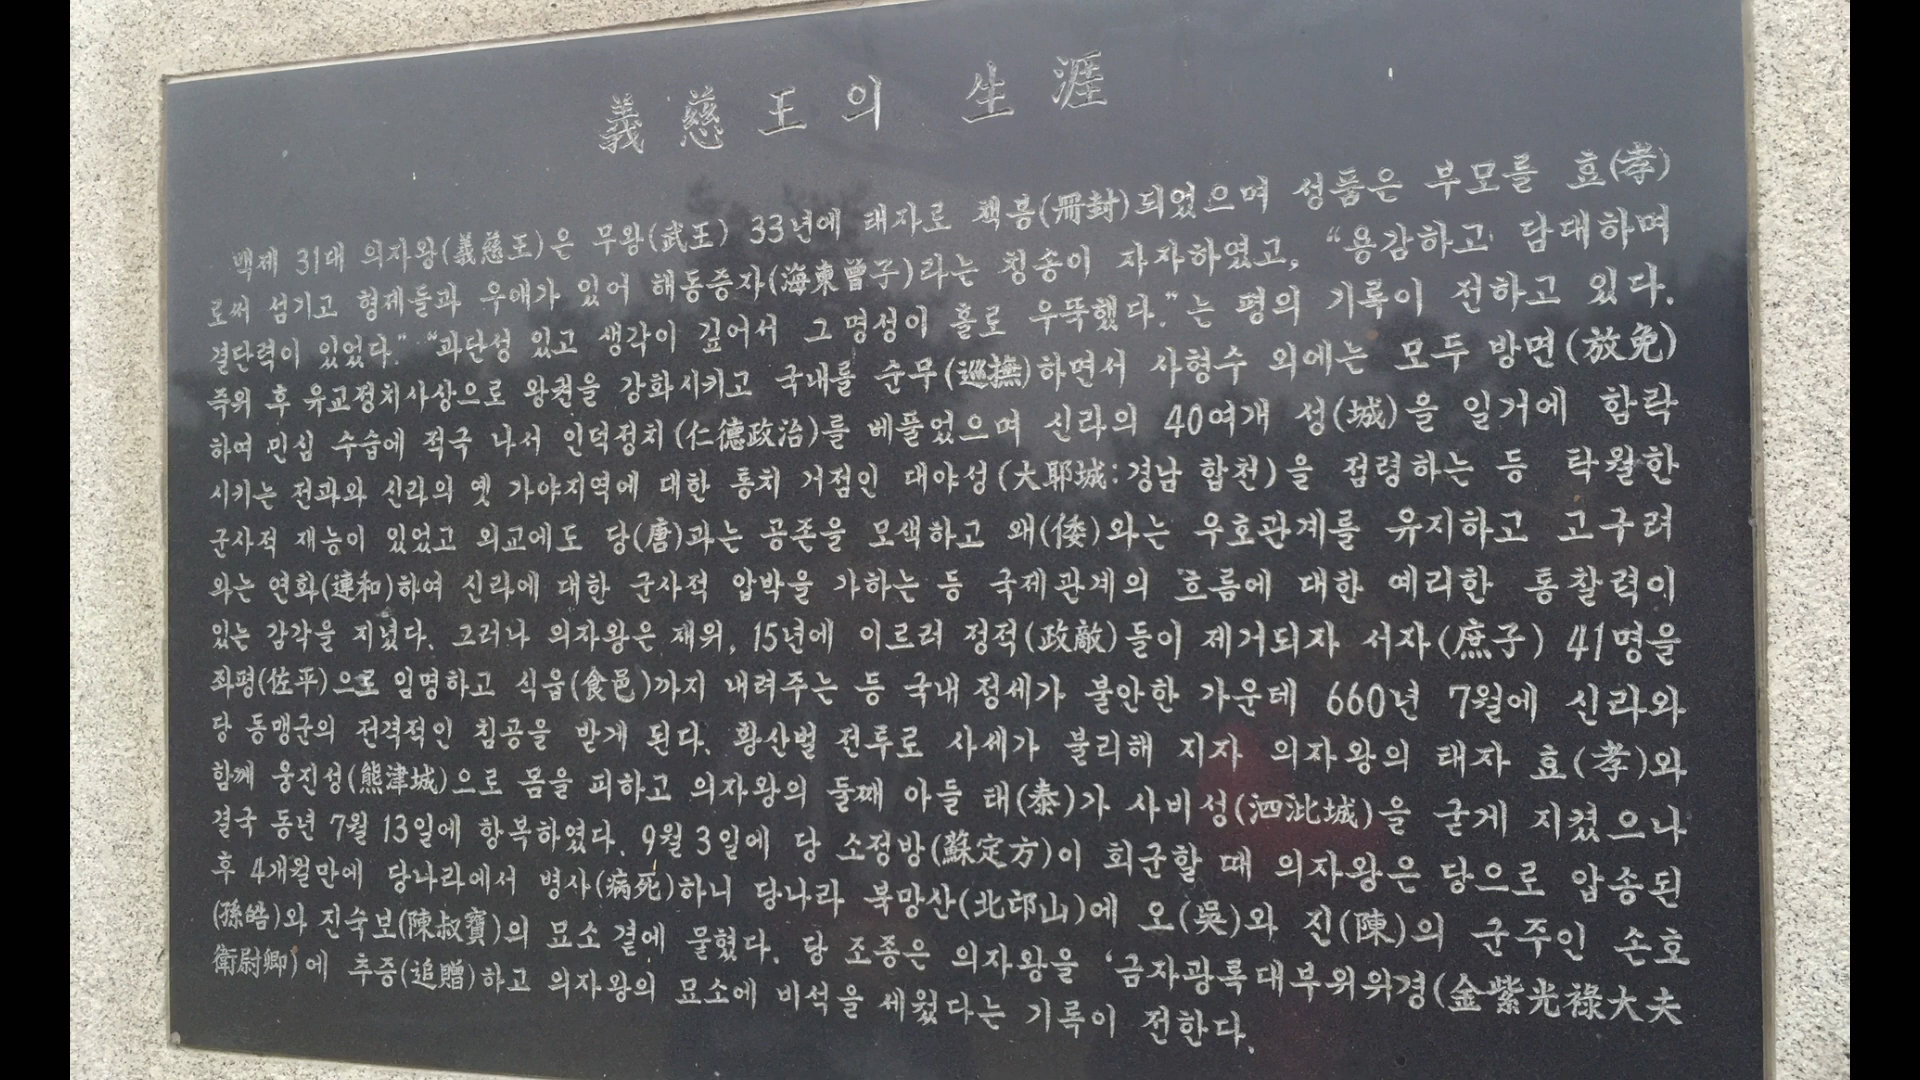 義慈王의 生涯
백제 31대 의자왕(義慈王)은 무왕(武王) 33년에 태자로 책봉(冊封)되었으며 성품은 부모를 효(孝)
로써 섬기고 형제들과 우애가 있어 해동증자(海東曾子)라는 칭송이 자자하였고, “용감하고 담대하며
결단력이 있었다.” “과단성 있고 생각이 깊어서 그 명성이 홀로 우뚝했다.”는 평의 기록이 전하고 있다.
즉위 후 유교정치사상으로 왕권을 강화시키고 국내를 순무(巡撫)하면서 사형수 외에는 모두 방면(放免)
하여 민심 수습에 적극 나서 인덕정치(仁德政治)를 베풀었으며 신라의 40여개 성(城)을 일거에 함락
시키는 전과와 신라의 옛 가야지역에 대한 통치 거점인 대야성(大耶城:경남 합천)을 점령하는 등 탁월한
군사적 재능이 있었고 외교에도 당(唐)과는 공존을 모색하고 왜(倭)와는 우호관계를 유지하고 고구려
와는 연화(連和)하여 신라에 대한 군사적 압박을 가하는 등 국제관계의 흐름에 대한 예리한 통찰력이
있는 감각을 지녔다. 그러나 의자왕은 재위, 15년에 이르러 정적(政敵)들이 제거되자 서자(庶子) 41명을
좌평(佐平)으로 임명하고 식읍(食邑)까지 내려주는 등 국내 정세가 불안한 가운데 660년 7월에 신라와
당 동맹군의 전격적인 침공을 받게 된다. 황산벌 전투로 사세가 불리해 지자 의자왕의 태자 효(孝)와
함께 웅진성(熊津城)으로 몸을 피하고 의자왕의 둘째 아들 태(泰)가 사비성(泗沘城)을 굳게 지켰으나
결국 동년 7월 13일에 항복하였다. 9월 3일에 당 소정방(蘇定方)이 회군할 때 의자왕은 당으로 압송된
후 4개월만에 당나라에서 병사(病死)하니 당나라 북망산(北邙山)에 오(吳)와 진(陳)의 군주인 손호
(孫皓)와 진숙보(陳叔寶)의 묘소 곁에 묻혔다. 당 조종은 의자왕을 ‘금자광록대부위위경(金紫光祿大夫
衛尉卿)’에 추증(追贈)하고 의자왕의 묘소에 비석을 세웠다는 기록이 전한다.